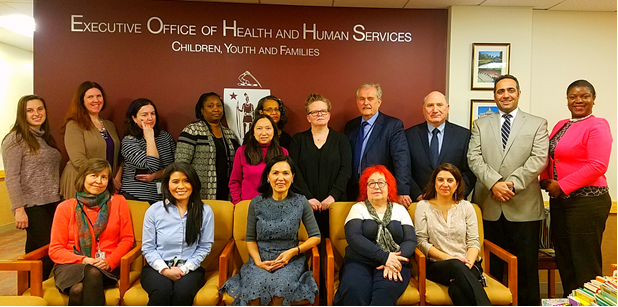 Executive Office of Health and Human Services
Children, Youth and Families